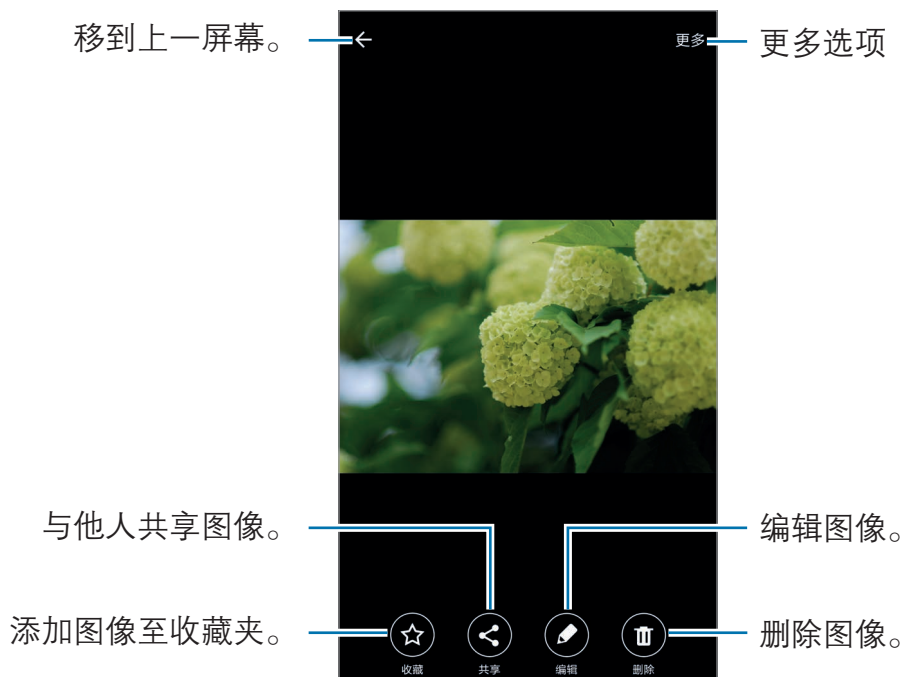 移到上一屏幕。
更多
更多选项
与他人共享图像。
编辑图像。
添加图像至收藏夹。
删除图像。
收藏
共享
编辑
删除